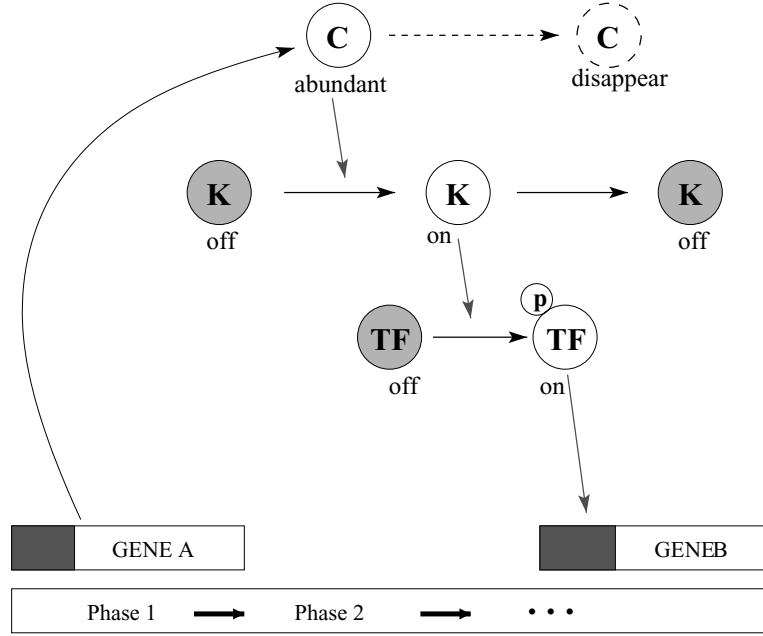 C
C
abundant
disappear
K
K
K
off
on
off
p
TF
TF
off
on
GENE A
GENEB
Phase 1
Phase 2
• • •